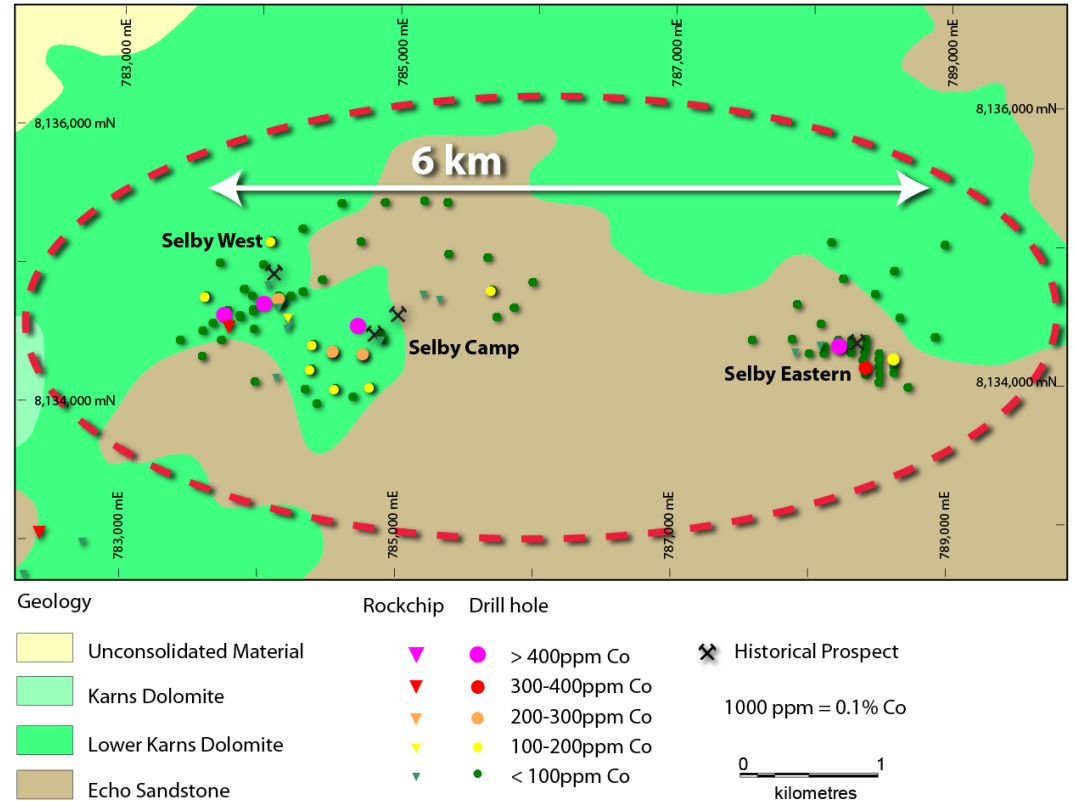 783,000 mE
785,000 mE
787,000 mE
789,000 mE
8,136,000 mN
8,136,000 mN
6 km
Selby West
Selby Camp
Selby Eastern
8,134,000 mN
8,134,000 mN
783,000 mE
785,000 mE
787,000 mE
789,000 mE
Geology
Unconsolidated Material
Karns Dolomite
Lower Karns Dolomite
Echo Sandstone
Rockchip Drill hole
> 400ppm Co
300-400ppm Co
200-300ppm Co
100-200ppm Co
< 100ppm Co
Historical Prospect
1000 ppm = 0.1% Co
0 1
kilometres